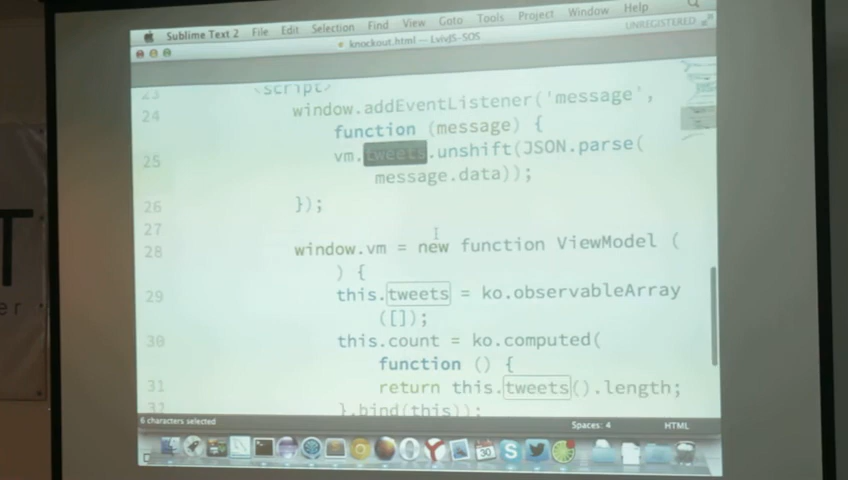 Sublime Text 2 File Edit Selection Find View Goto Tools Project Window Help
UNREGISTERED
knockout.html — LvivJS-SOS
23 <script>
24 window.addEventListener('message',
function (message) {
25 vm.tweets.unshift(JSON.parse(
message.data));
26 });
27
28 window.vm = new function ViewModel (
) {
29 this.tweets = ko.observableArray
([]);
30 this.count = ko.computed(
function () {
31 return this.tweets().length;
32 }.bind(this));
6 characters selected
Spaces: 4
HTML
T
er